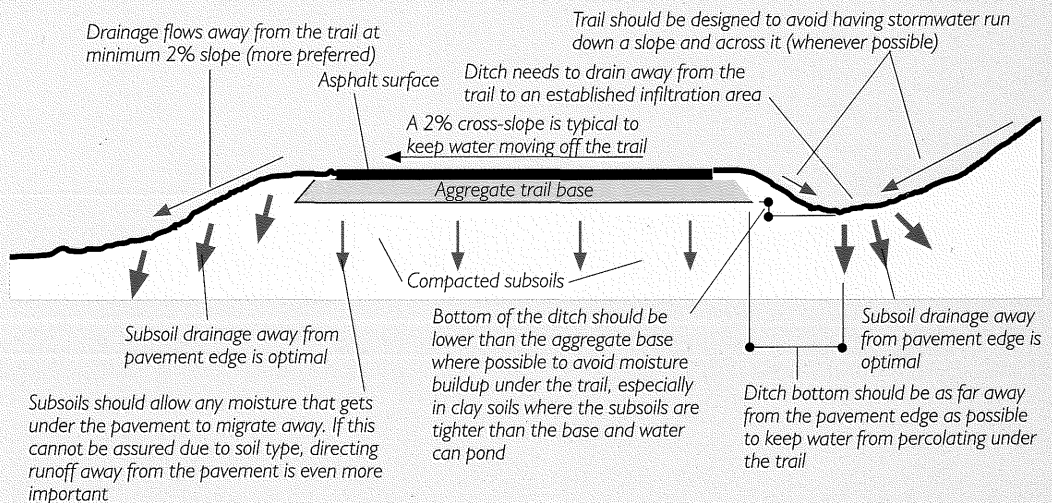 Drainage flows away from the trail at
minimum 2% slope (more preferred)
Trail should be designed to avoid having stormwater run
down a slope and across it (whenever possible)
Asphalt surface
Ditch needs to drain away from the
trail to an established infiltration area
A 2% cross-slope is typical to
keep water moving off the trail
Aggregate trail base
Compacted subsoils
Subsoil drainage away from
pavement edge is optimal
Bottom of the ditch should be
lower than the aggregate base
where possible to avoid moisture
buildup under the trail, especially
in clay soils where the subsoils are
tighter than the base and water
can pond
Subsoil drainage away
from pavement edge is
optimal
Subsoils should allow any moisture that gets
under the pavement to migrate away. If this
cannot be assured due to soil type, directing
runoff away from the pavement is even more
important
Ditch bottom should be as far away
from the pavement edge as possible
to keep water from percolating under
the trail